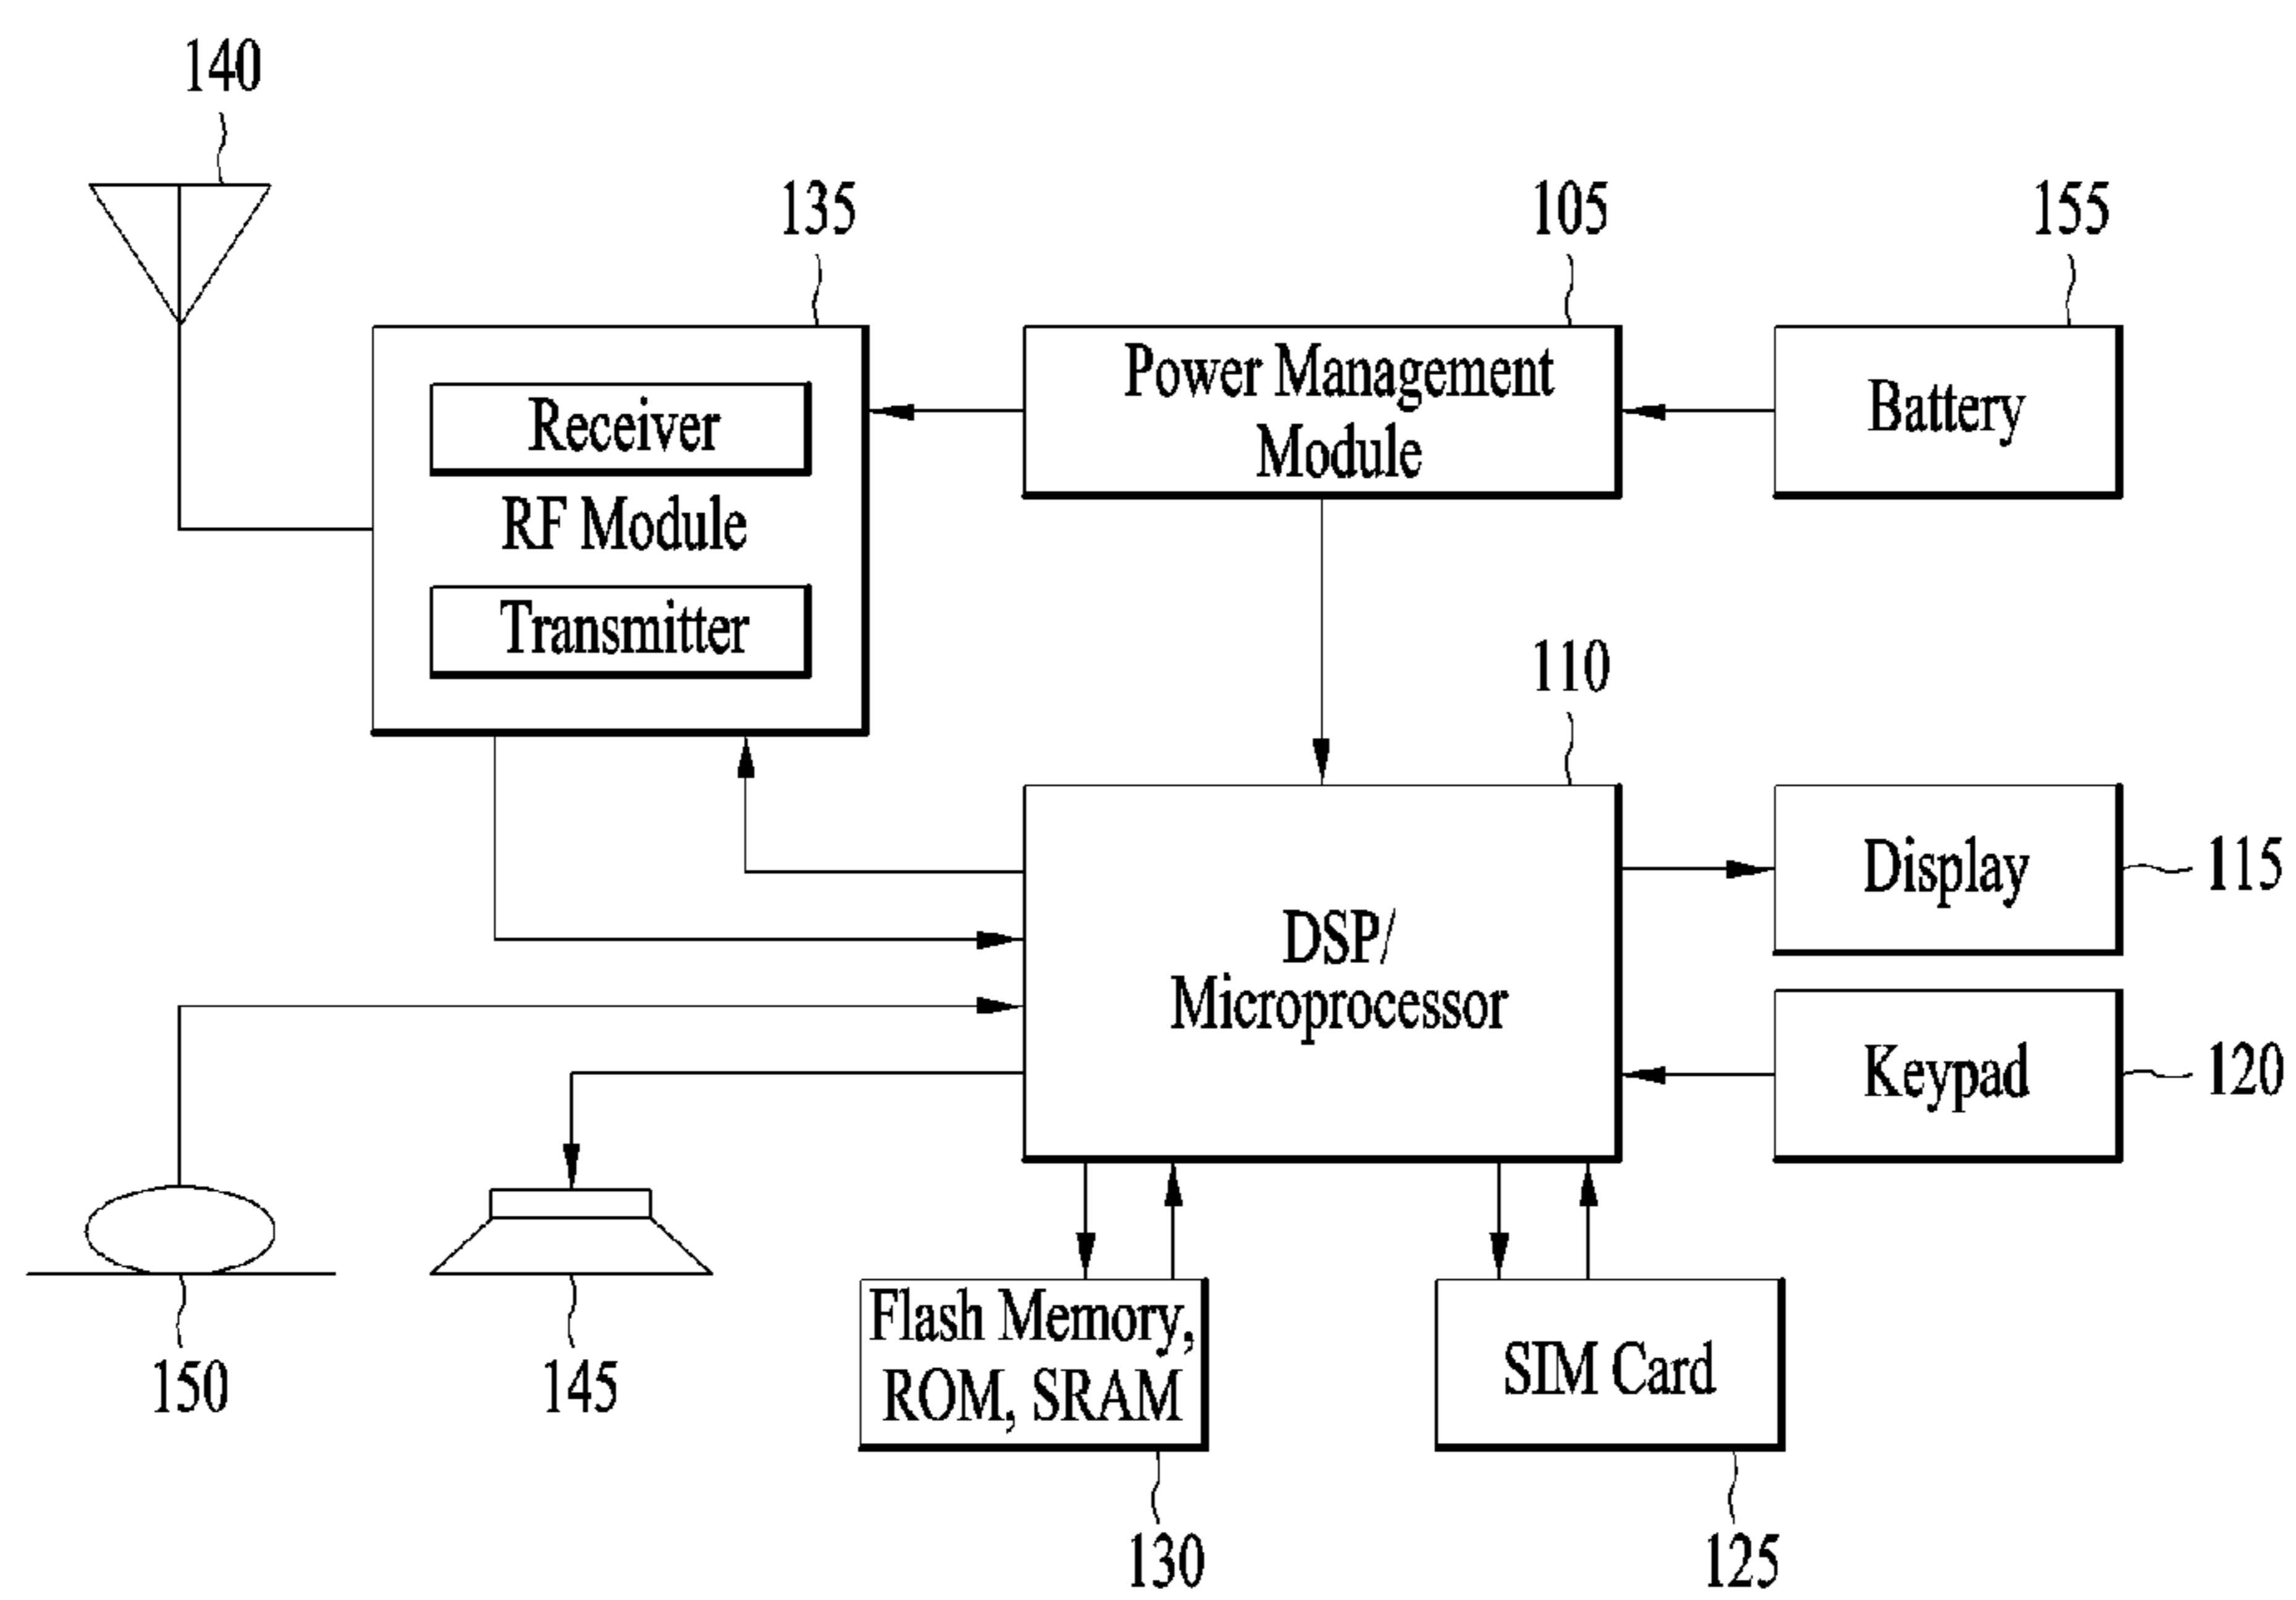 140
135
105
155
Receiver
RF Module
Transmitter
Power Management
Module
Battery
110
DSP/
Microprocessor
Display
115
Keypad
120
150
145
Flash Memory,
ROM, SRAM
SIM Card
130
125